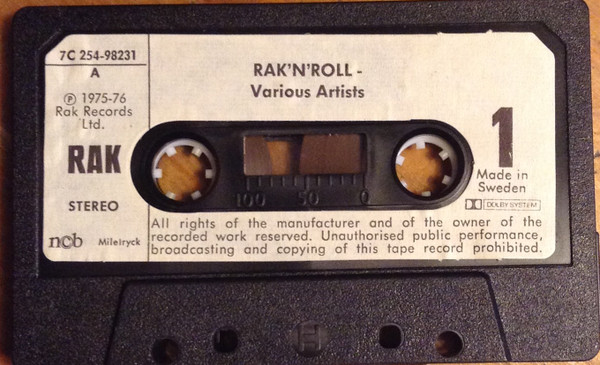 7C 254-98231
A
℗ 1975-76
Rak Records
Ltd.
RAK
STEREO
ncb Miletryck
RAK'N'ROLL -
Various Artists
1
Made in
Sweden
DOLBY SYSTEM
100 50 0
All rights of the manufacturer and of the owner of the
recorded work reserved. Unauthorised public performance,
broadcasting and copying of this tape record prohibited.